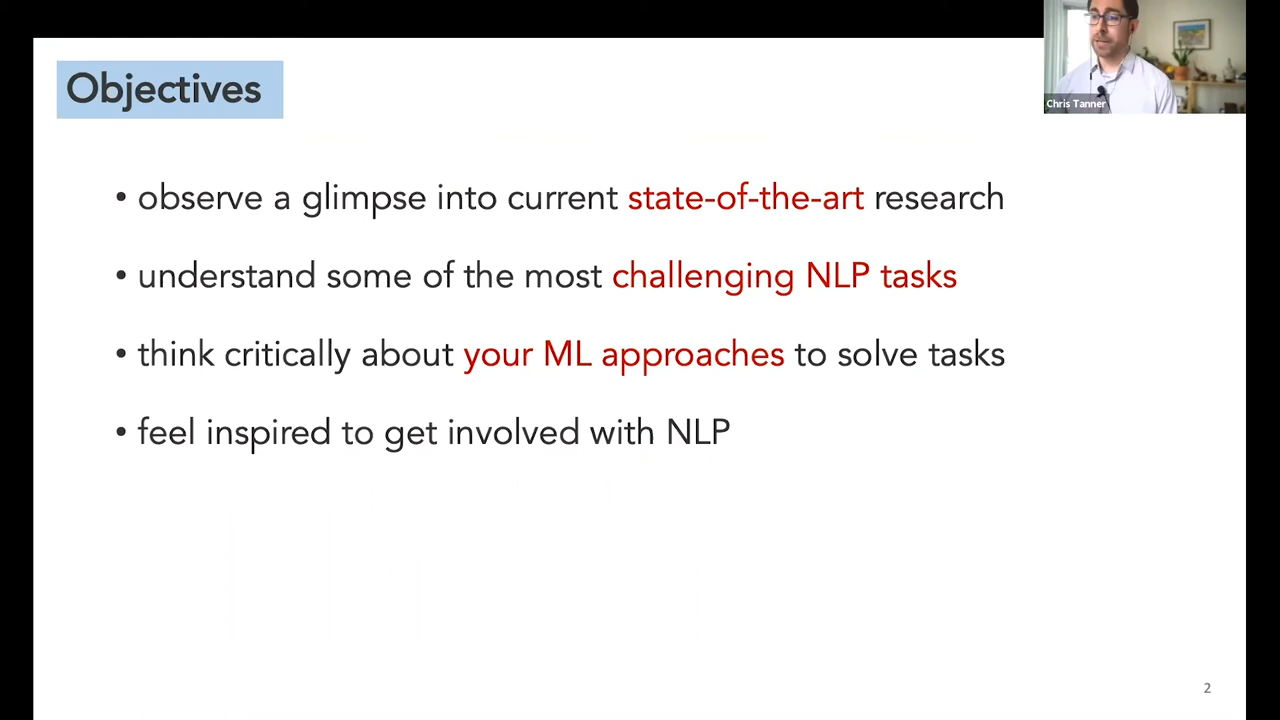 Objectives
Chris Tanner
• observe a glimpse into current state-of-the-art research
• understand some of the most challenging NLP tasks
• think critically about your ML approaches to solve tasks
• feel inspired to get involved with NLP
2